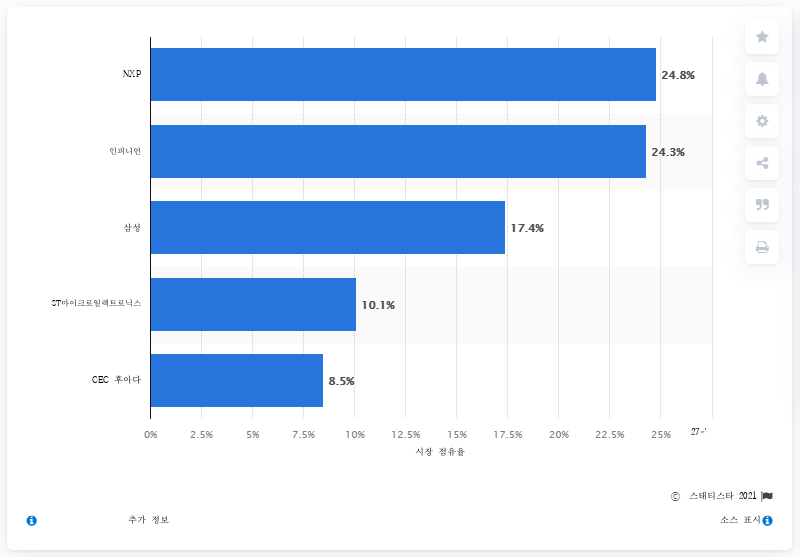 NXP
24.8%
인피니언
24.3%
삼성
17.4%
ST마이크로일렉트로닉스
10.1%
CEC 후아다
8.5%
0% 2.5% 5% 7.5% 10% 12.5% 15% 17.5% 20% 22.5% 25% 27-'
시장 점유율
© 스태티스타 2021
추가 정보
소스 표시